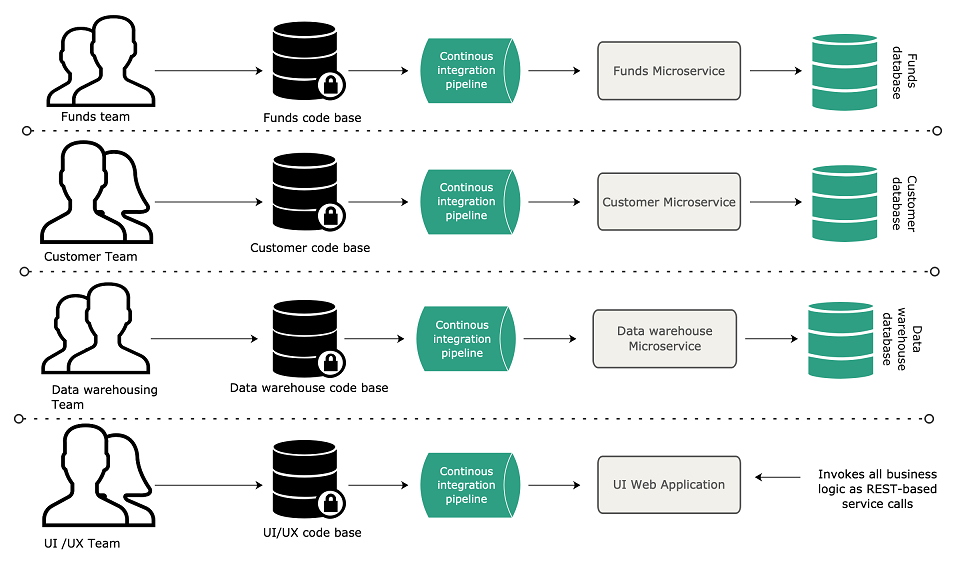 Funds team
Funds code base
Continous
integration
pipeline
Funds Microservice
Funds
database
Customer Team
Customer code base
Continous
integration
pipeline
Customer Microservice
Customer
database
Data warehousing
Team
Data warehouse code base
Continous
integration
pipeline
Data warehouse
Microservice
Data
warehouse
database
UI /UX Team
UI/UX code base
Continous
integration
pipeline
UI Web Application
Invokes all business
logic as REST-based
service calls